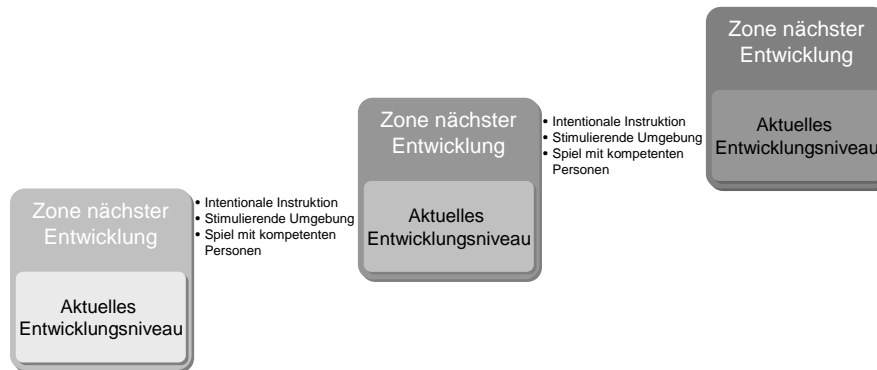 Zone nächster
Entwicklung
Aktuelles
Entwicklungsniveau
• Intentionale Instruktion
• Stimulierende Umgebung
• Spiel mit kompetenten
Personen
Zone nächster
Entwicklung
Aktuelles
Entwicklungsniveau
• Intentionale Instruktion
• Stimulierende Umgebung
• Spiel mit kompetenten
Personen
Zone nächster
Entwicklung
Aktuelles
Entwicklungsniveau